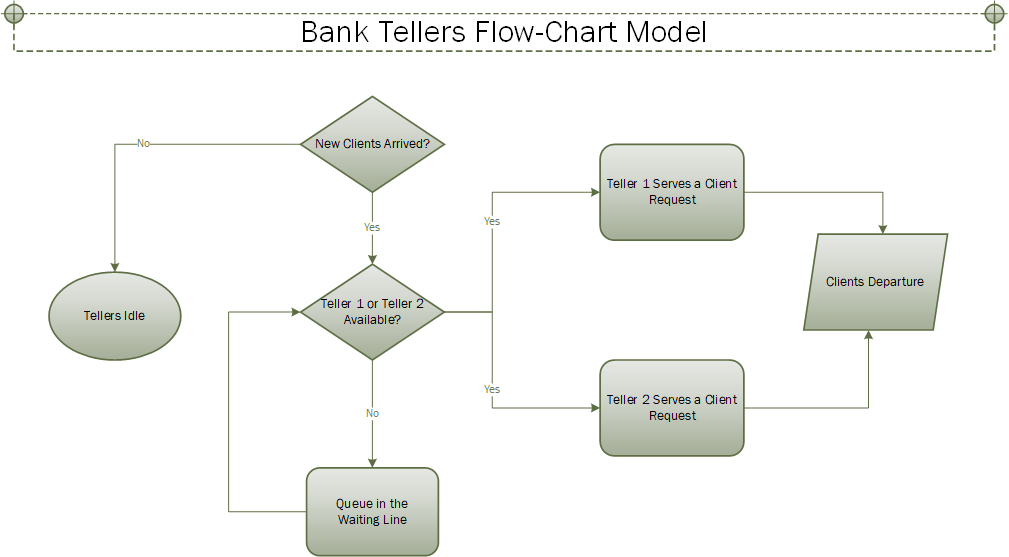 Bank Tellers Flow-Chart Model
New Clients Arrived?
No
Yes
Tellers Idle
Teller 1 or Teller 2
Available?
No
Queue in the
Waiting Line
Yes
Teller 1 Serves a Client
Request
Yes
Teller 2 Serves a Client
Request
Clients Departure